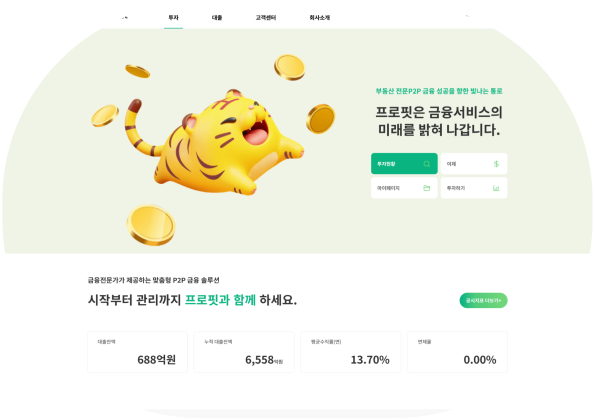 투자
대출
고객센터
회사소개
부동산 전문P2P 금융 성공을 향한 빛나는 통로
프로핏은 금융서비스의
미래를 밝혀 나갑니다.
투자현황
이체
마이페이지
투자하기
금융전문가가 제공하는 맞춤형 P2P 금융 솔루션
시작부터 관리까지 프로핏과 함께 하세요.
공시자료 더보기+
대출잔액
누적 대출잔액
평균수익률(연)
연체율
688억원
6,558억원
13.70%
0.00%